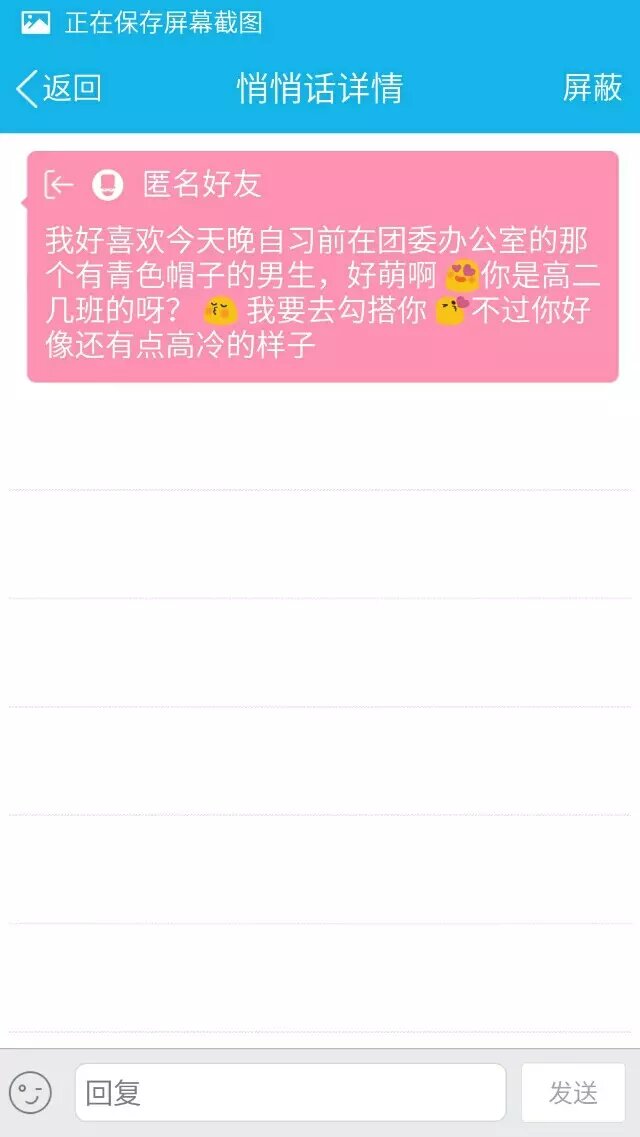 正在保存屏幕截图
返回 悄悄话详情 屏蔽
匿名好友
我好喜欢今天晚自习前在团委办公室的那
个有青色帽子的男生，好萌啊😍你是高二
几班的呀？😚我要去勾搭你😘不过你好
像还有点高冷的样子
回复 发送